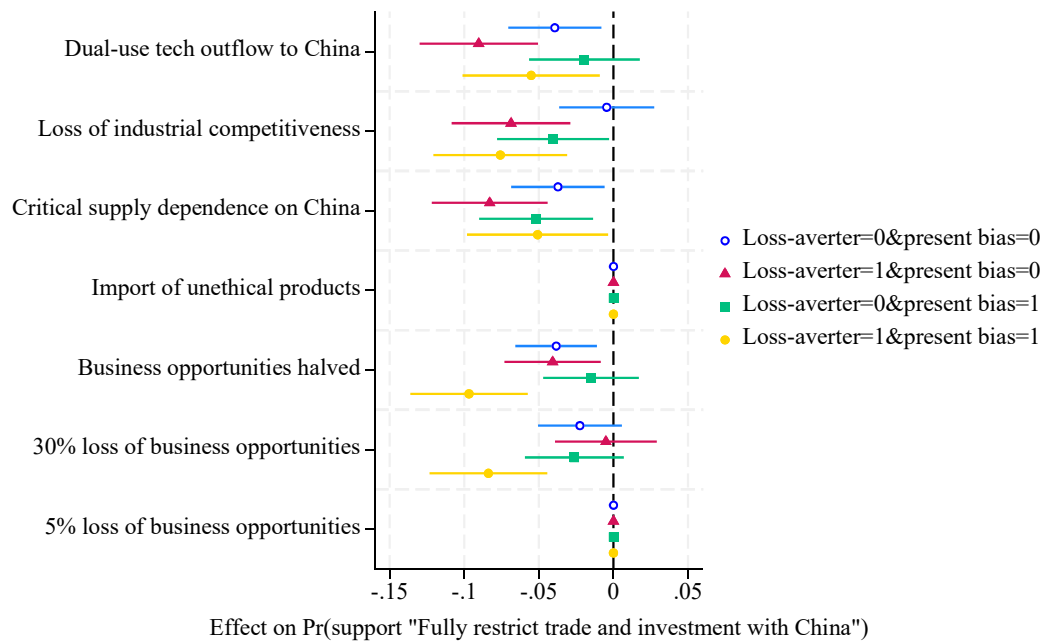 Dual-use tech outflow to China
Loss of industrial competitiveness
Critical supply dependence on China
Import of unethical products
Business opportunities halved
30% loss of business opportunities
5% loss of business opportunities
Loss-averter=0&present bias=0
Loss-averter=1&present bias=0
Loss-averter=0&present bias=1
Loss-averter=1&present bias=1
-.15 -.1 -.05 0 .05
Effect on Pr(support "Fully restrict trade and investment with China")